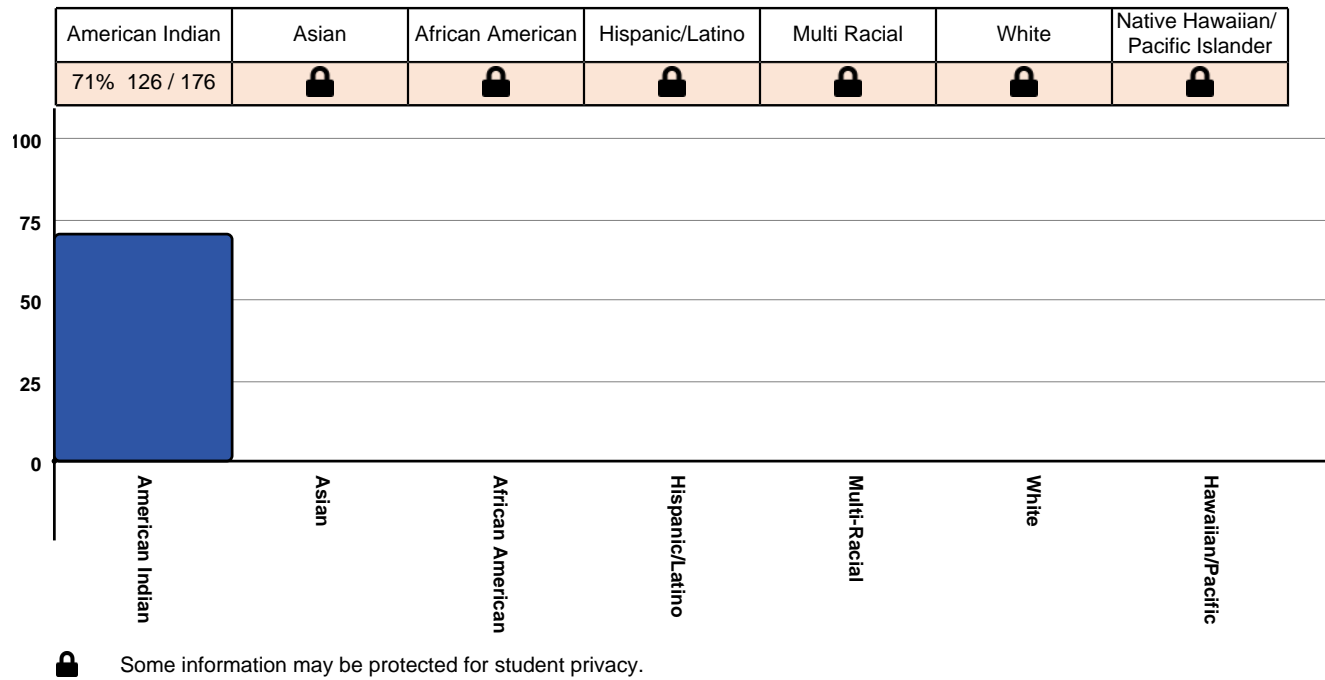 American Indian Asian African American Hispanic/Latino Multi Racial White Native Hawaiian/
Pacific Islander
71% 126 / 176
100
75
50
25
0
American Indian
Asian
African American
Hispanic/Latino
Multi-Racial
White
Hawaiian/Pacific
Some information may be protected for student privacy.